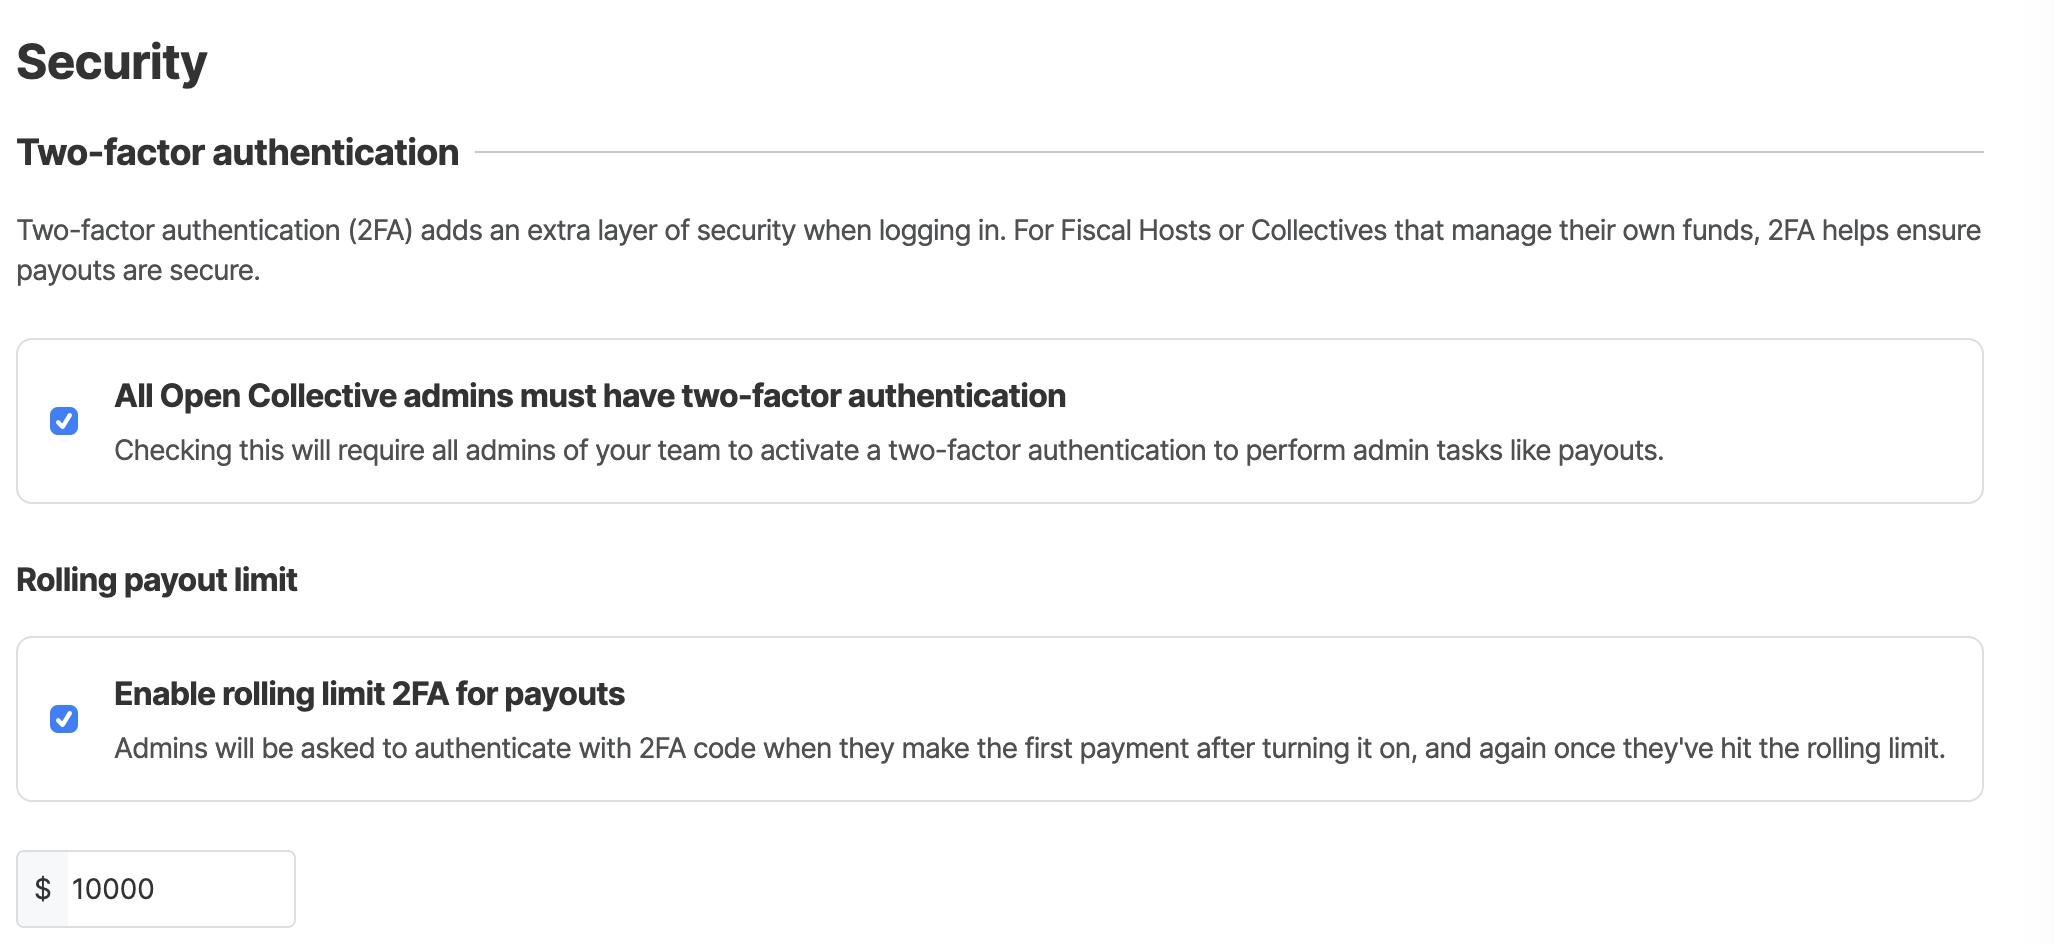 Security
Two-factor authentication
Two-factor authentication (2FA) adds an extra layer of security when logging in. For Fiscal Hosts or Collectives that manage their own funds, 2FA helps ensure
payouts are secure.
All Open Collective admins must have two-factor authentication
Checking this will require all admins of your team to activate a two-factor authentication to perform admin tasks like payouts.
Rolling payout limit
Enable rolling limit 2FA for payouts
Admins will be asked to authenticate with 2FA code when they make the first payment after turning it on, and again once they've hit the rolling limit.
$ 10000